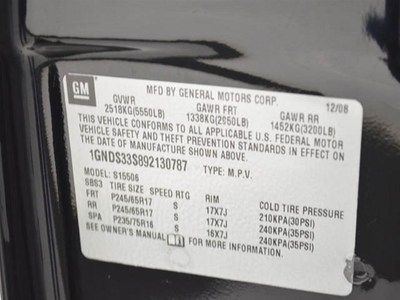 GM
MFD BY GENERAL MOTORS CORP. 12/08
GVWR GAWR FRT GAWR RR
2518KG(5550LB) 1338KG(2950LB) 1452KG(3200LB)
THIS VEHICLE CONFORMS TO ALL APPLICABLE U.S. FEDERAL MOTOR
VEHICLE SAFETY AND THEFT PREVENTION STANDARDS IN EFFECT ON
THE DATE OF MANUFACTURE SHOWN ABOVE.
1GNDS33S892130787 TYPE: M.P.V.
MODEL: S15506
SBS3 TIRE SIZE SPEED RTG RIM COLD TIRE PRESSURE
FRT P245/65R17 S 17X7J 210KPA(30PSI)
RR P245/65R17 S 17X7J 240KPA(35PSI)
SPA P235/75R16 S 16X7J 240KPA(35PSI)
SEE OWNER'S MANUAL FOR MORE INFORMATION.